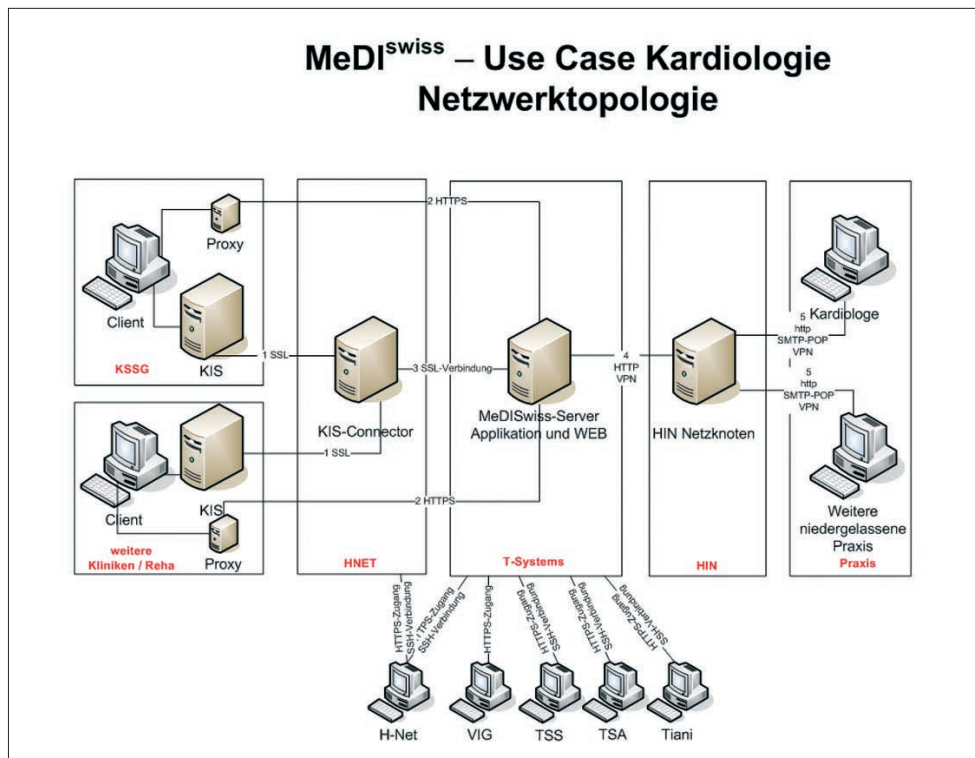 MeDIswiss – Use Case Kardiologie
Netzwerktopologie
2 HTTPS
Proxy
Client
KIS
KSSG
1 SSL
KIS-Connector
3 SSL-Verbindung
MeDISwiss-Server
Applikation und WEB
4
HTTP
VPN
HIN Netzknoten
Kardiologe
5
http
SMTP-POP
VPN
5
http
SMTP-POP
VPN
Weitere
niedergelassene
Praxis
Praxis
1 SSL
2 HTTPS
Client
KIS
Proxy
weitere
Kliniken / Reha
HNET
T-Systems
HIN
HTTPS-Zugang
SSH-Verbindung
TPS-Zugang
SSH-Verbindung
HTTPS-Zugang
SSH-Verbindung
HTTPS-Zugang
SSH-Verbindung
HTTPS-Zugang
SSH-Verbindung
HTTPS-Zugang
H-Net
VIG
TSS
TSA
Tiani